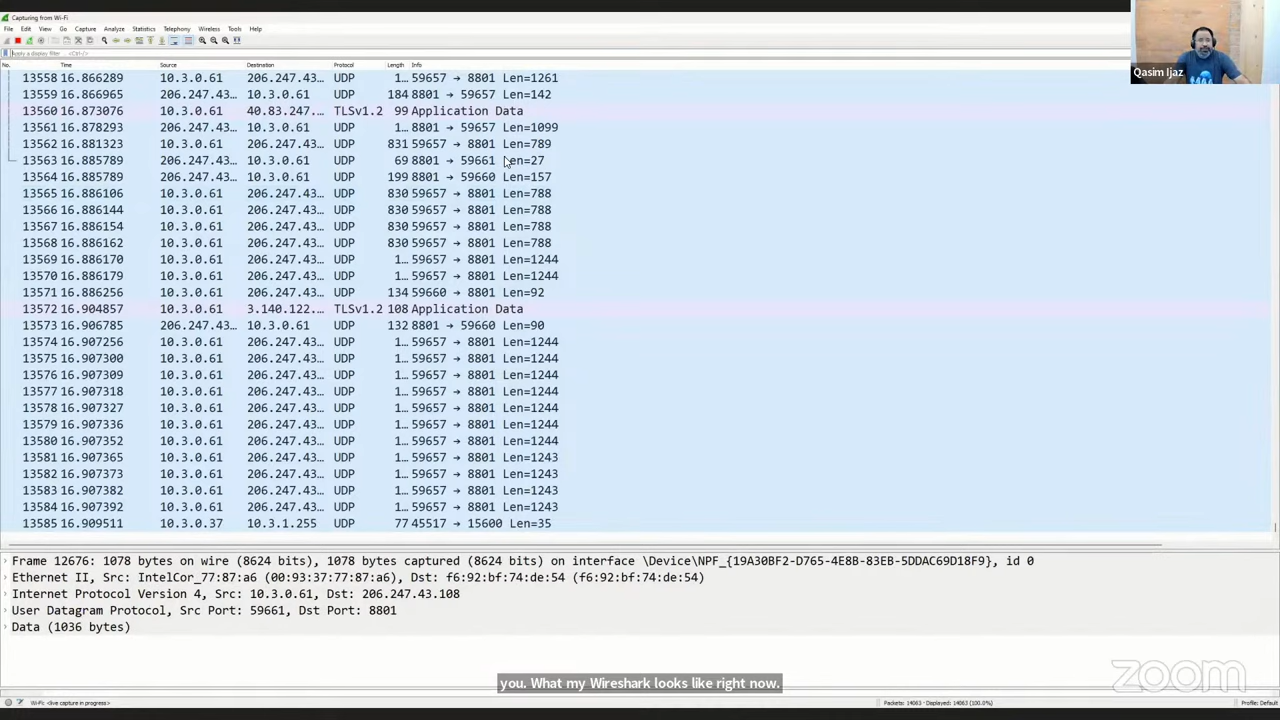 Capturing from Wi-Fi
File Edit View Go Capture Analyze Statistics Telephony Wireless Tools Help
Apply a display filter ... <Ctrl-/>
No. Time Source Destination Protocol Length Info
13558 16.866289 10.3.0.61 206.247.43... UDP 1... 59657 → 8801 Len=1261
13559 16.866965 206.247.43... 10.3.0.61 UDP 184 8801 → 59657 Len=142
13560 16.873076 10.3.0.61 40.83.247... TLSv1.2 99 Application Data
13561 16.878293 206.247.43... 10.3.0.61 UDP 1... 8801 → 59657 Len=1099
13562 16.881323 10.3.0.61 206.247.43... UDP 831 59657 → 8801 Len=789
13563 16.885789 206.247.43... 10.3.0.61 UDP 69 8801 → 59661 Len=27
13564 16.885789 206.247.43... 10.3.0.61 UDP 199 8801 → 59660 Len=157
13565 16.886106 10.3.0.61 206.247.43... UDP 830 59657 → 8801 Len=788
13566 16.886144 10.3.0.61 206.247.43... UDP 830 59657 → 8801 Len=788
13567 16.886154 10.3.0.61 206.247.43... UDP 830 59657 → 8801 Len=788
13568 16.886162 10.3.0.61 206.247.43... UDP 830 59657 → 8801 Len=788
13569 16.886170 10.3.0.61 206.247.43... UDP 1... 59657 → 8801 Len=1244
13570 16.886179 10.3.0.61 206.247.43... UDP 1... 59657 → 8801 Len=1244
13571 16.886256 10.3.0.61 206.247.43... UDP 134 59660 → 8801 Len=92
13572 16.904857 10.3.0.61 3.140.122.... TLSv1.2 108 Application Data
13573 16.906785 206.247.43... 10.3.0.61 UDP 132 8801 → 59660 Len=90
13574 16.907256 10.3.0.61 206.247.43... UDP 1... 59657 → 8801 Len=1244
13575 16.907300 10.3.0.61 206.247.43... UDP 1... 59657 → 8801 Len=1244
13576 16.907309 10.3.0.61 206.247.43... UDP 1... 59657 → 8801 Len=1244
13577 16.907318 10.3.0.61 206.247.43... UDP 1... 59657 → 8801 Len=1244
13578 16.907327 10.3.0.61 206.247.43... UDP 1... 59657 → 8801 Len=1244
13579 16.907336 10.3.0.61 206.247.43... UDP 1... 59657 → 8801 Len=1244
13580 16.907352 10.3.0.61 206.247.43... UDP 1... 59657 → 8801 Len=1244
13581 16.907365 10.3.0.61 206.247.43... UDP 1... 59657 → 8801 Len=1243
13582 16.907373 10.3.0.61 206.247.43... UDP 1... 59657 → 8801 Len=1243
13583 16.907382 10.3.0.61 206.247.43... UDP 1... 59657 → 8801 Len=1243
13584 16.907392 10.3.0.61 206.247.43... UDP 1... 59657 → 8801 Len=1243
13585 16.909511 10.3.0.37 10.3.1.255 UDP 77 45517 → 15600 Len=35
Frame 12676: 1078 bytes on wire (8624 bits), 1078 bytes captured (8624 bits) on interface \Device\NPF_{19A30BF2-D765-4E8B-83EB-5DDAC69D18F9}, id 0
Ethernet II, Src: IntelCor_77:87:a6 (00:93:37:77:87:a6), Dst: f6:92:bf:74:de:54 (f6:92:bf:74:de:54)
Internet Protocol Version 4, Src: 10.3.0.61, Dst: 206.247.43.108
User Datagram Protocol, Src Port: 59661, Dst Port: 8801
Data (1036 bytes)
Qasim Ijaz
zoom
you. What my Wireshark looks like right now.
Wi-Fi: <live capture in progress> Packets: 14063 · Displayed: 14063 (100.0%) Profile: Default